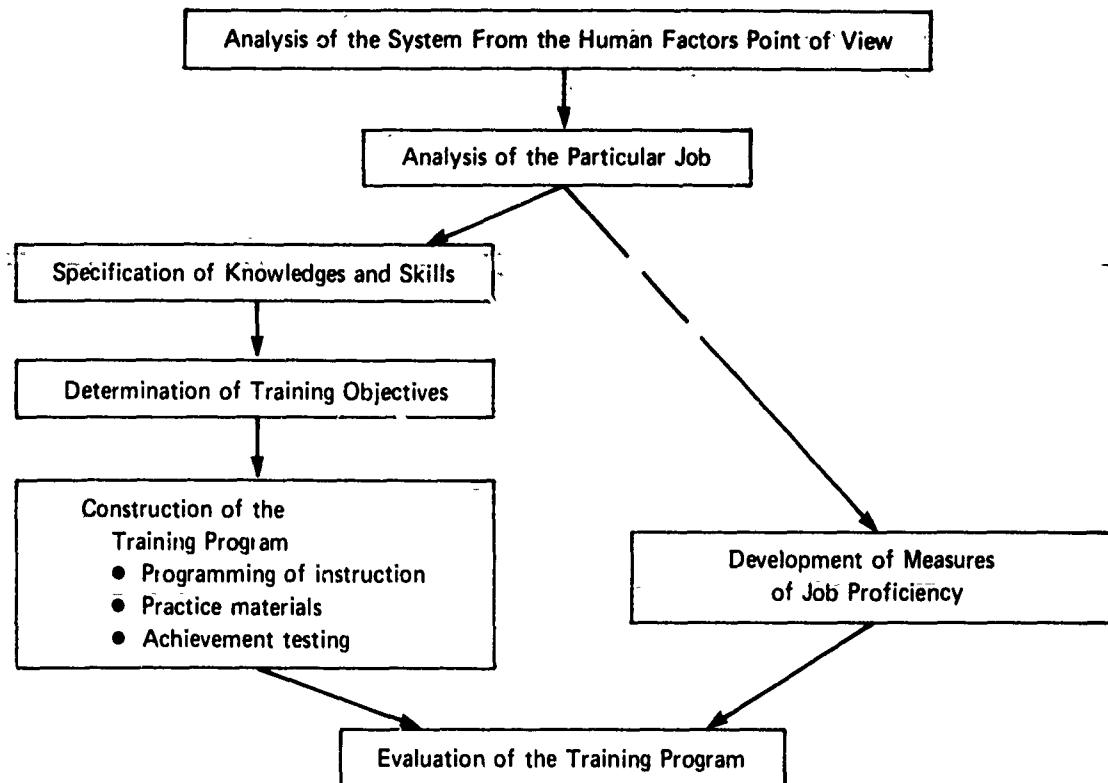 Analysis of the System From the Human Factors Point of View
Analysis of the Particular Job
Specification of Knowledges and Skills
Determination of Training Objectives
Construction of the
Training Program
● Programming of instruction
● Practice materials
● Achievement testing
Development of Measures
of Job Proficiency
Evaluation of the Training Program